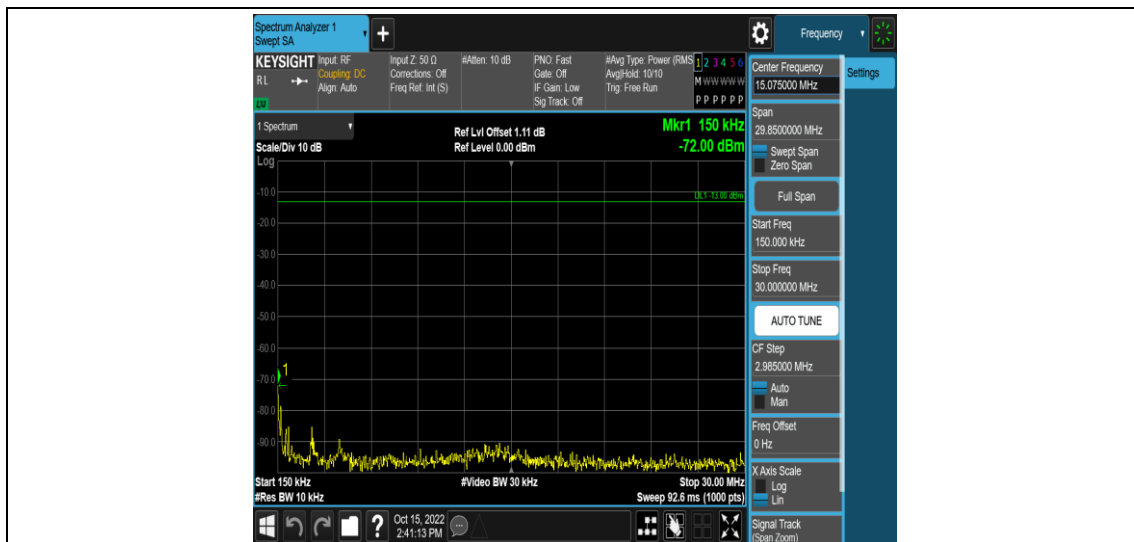 Spectrum Analyzer 1
Swept SA
+
Frequency
KEYSIGHT
RL
LXI
Input: RF
Coupling: DC
Align: Auto
Input Z: 50 Ω
Corrections: Off
Freq Ref: Int (S)
#Atten: 10 dB
PNO: Fast
Gate: Off
IF Gain: Low
Sig Track: Off
#Avg Type: Power (RMS
Avg|Hold: 10/10
Trig: Free Run
1 2 3 4 5 6
M W W W W W
P P P P P P
1 Spectrum
Scale/Div 10 dB
Log
Ref Lvl Offset 1.11 dB
Ref Level 0.00 dBm
Mkr1 150 kHz
-72.00 dBm
DL1 -13.00 dBm
-10.0
-20.0
-30.0
-40.0
-50.0
-60.0
-70.0
-80.0
-90.0
1
Start 150 kHz
#Res BW 10 kHz
#Video BW 30 kHz
Stop 30.00 MHz
Sweep 92.6 ms (1000 pts)
?
Oct 15, 2022
2:41:13 PM
Center Frequency
15.075000 MHz
Settings
Span
29.8500000 MHz
Swept Span
Zero Span
Full Span
Start Freq
150.000 kHz
Stop Freq
30.000000 MHz
AUTO TUNE
CF Step
2.985000 MHz
Auto
Man
Freq Offset
0 Hz
X Axis Scale
Log
Lin
Signal Track
(Span Zoom)